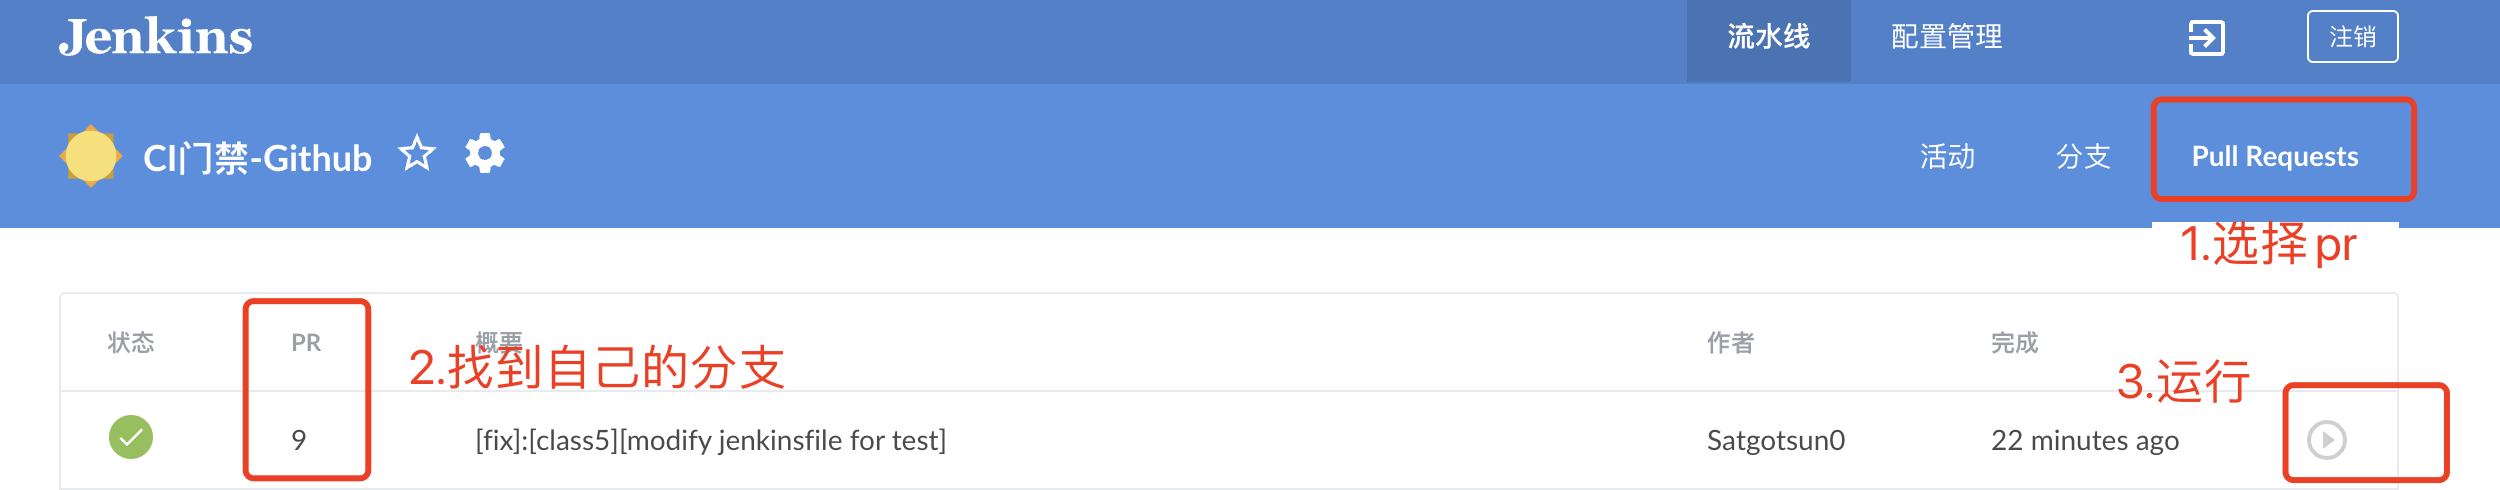 Jenkins 流水线 配置管理 注销
CI门禁-Github 活动 分支 Pull Requests
1.选择 pr
状态 PR 概要 作者 完成
2.找到自己的分支
3.运行
9 [fix]:[class5][modify jenkinsfile for test] Satgotsun0 22 minutes ago